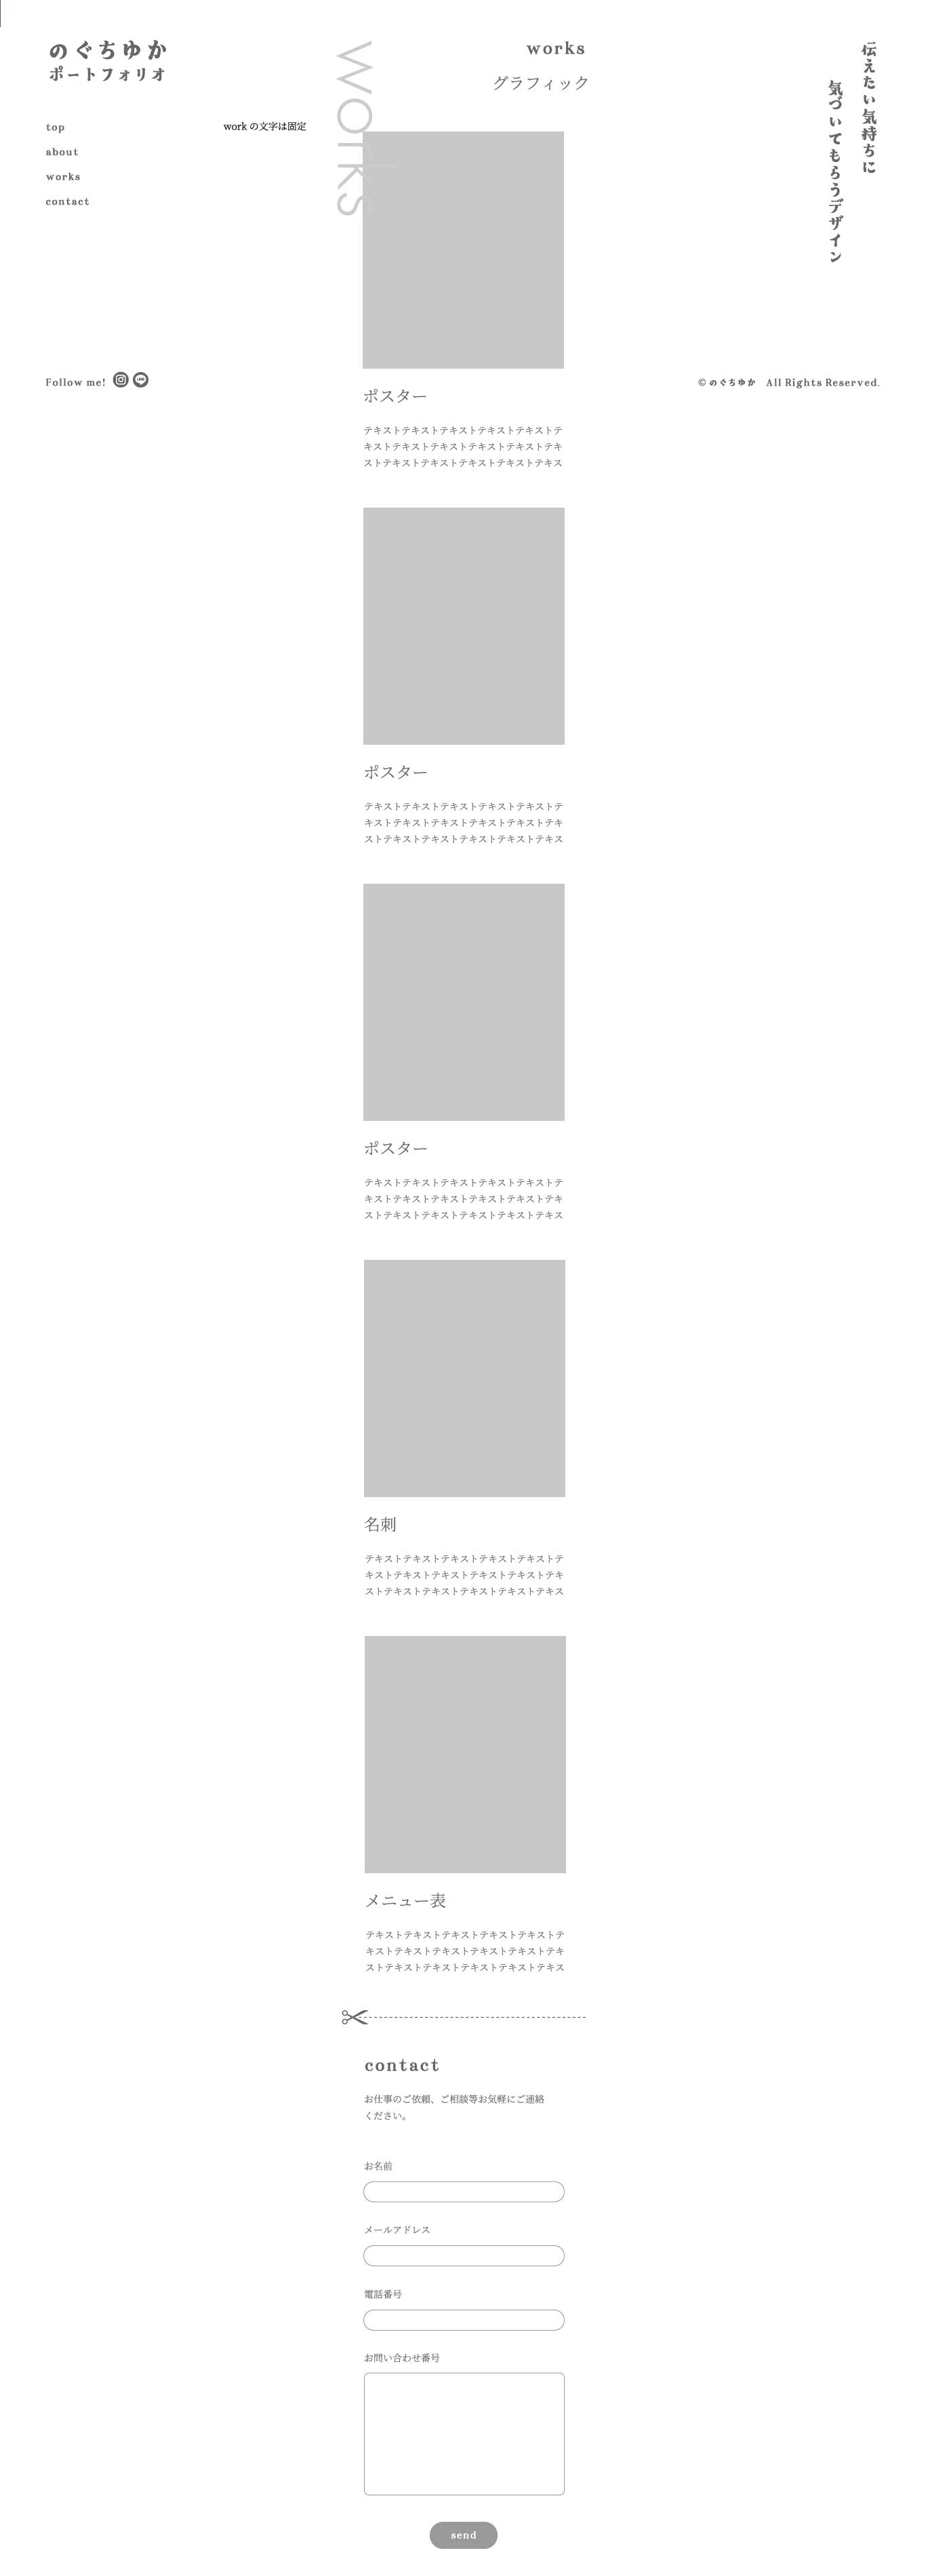 のぐちゆか
ポートフォリオ
top
about
works
contact
work の文字は固定
works
works
グラフィック
伝えたい気持ちに
気づいてもらうデザイン
Follow me!
LINE
© のぐちゆか　All Rights Reserved.
ポスター
テキストテキストテキストテキストテキストテ
キストテキストテキストテキストテキストテキ
ストテキストテキストテキストテキストテキス
ポスター
テキストテキストテキストテキストテキストテ
キストテキストテキストテキストテキストテキ
ストテキストテキストテキストテキストテキス
ポスター
テキストテキストテキストテキストテキストテ
キストテキストテキストテキストテキストテキ
ストテキストテキストテキストテキストテキス
名刺
テキストテキストテキストテキストテキストテ
キストテキストテキストテキストテキストテキ
ストテキストテキストテキストテキストテキス
メニュー表
テキストテキストテキストテキストテキストテ
キストテキストテキストテキストテキストテキ
ストテキストテキストテキストテキストテキス
contact
お仕事のご依頼、ご相談等お気軽にご連絡
ください。
お名前
メールアドレス
電話番号
お問い合わせ番号
send